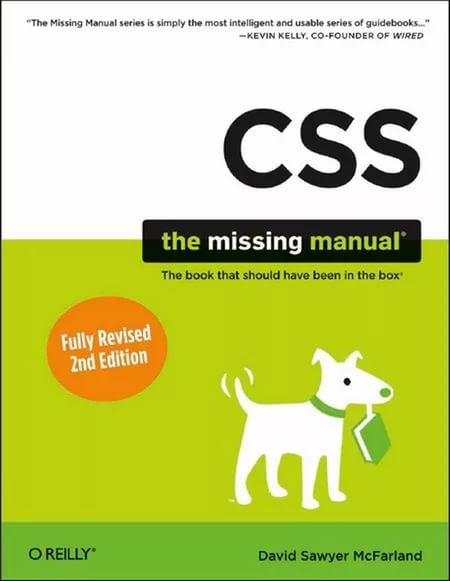 “The Missing Manual series is simply the most intelligent and usable series of guidebooks...”
—KEVIN KELLY, CO-FOUNDER OF WIRED
CSS
the missing manual®
The book that should have been in the box®
Fully Revised
2nd Edition
O REILLY®
David Sawyer McFarland